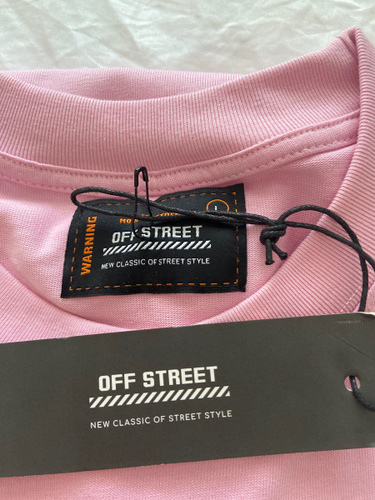 WARNING
L
OFF STREET
NEW CLASSIC OF STREET STYLE
OFF STREET
NEW CLASSIC OF STREET STYLE